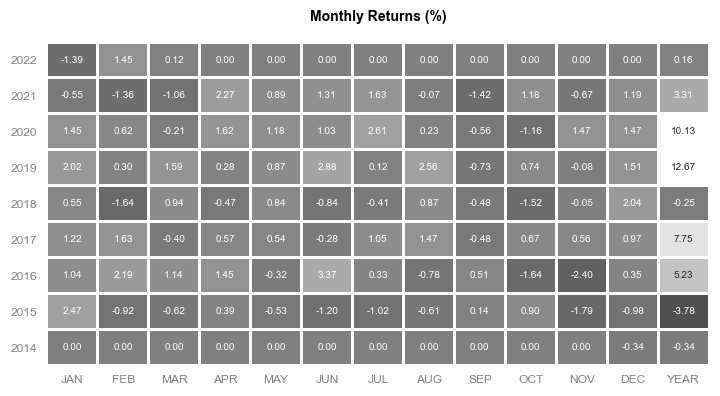 Monthly Returns (%)
2022 -1.39 1.45 0.12 0.00 0.00 0.00 0.00 0.00 0.00 0.00 0.00 0.00 0.16
2021 -0.55 -1.36 -1.06 2.27 0.89 1.31 1.63 -0.07 -1.42 1.18 -0.67 1.19 3.31
2020 1.45 0.62 -0.21 1.62 1.18 1.03 2.61 0.23 -0.56 -1.16 1.47 1.47 10.13
2019 2.02 0.30 1.59 0.28 0.87 2.88 0.12 2.56 -0.73 0.74 -0.08 1.51 12.67
2018 0.55 -1.64 0.94 -0.47 0.84 -0.84 -0.41 0.87 -0.48 -1.52 -0.05 2.04 -0.25
2017 1.22 1.63 -0.40 0.57 0.54 -0.28 1.05 1.47 -0.48 0.67 0.56 0.97 7.75
2016 1.04 2.19 1.14 1.45 -0.32 3.37 0.33 -0.78 0.51 -1.64 -2.40 0.35 5.23
2015 2.47 -0.92 -0.62 0.39 -0.53 -1.20 -1.02 -0.61 0.14 0.90 -1.79 -0.98 -3.78
2014 0.00 0.00 0.00 0.00 0.00 0.00 0.00 0.00 0.00 0.00 0.00 -0.34 -0.34
JAN FEB MAR APR MAY JUN JUL AUG SEP OCT NOV DEC YEAR